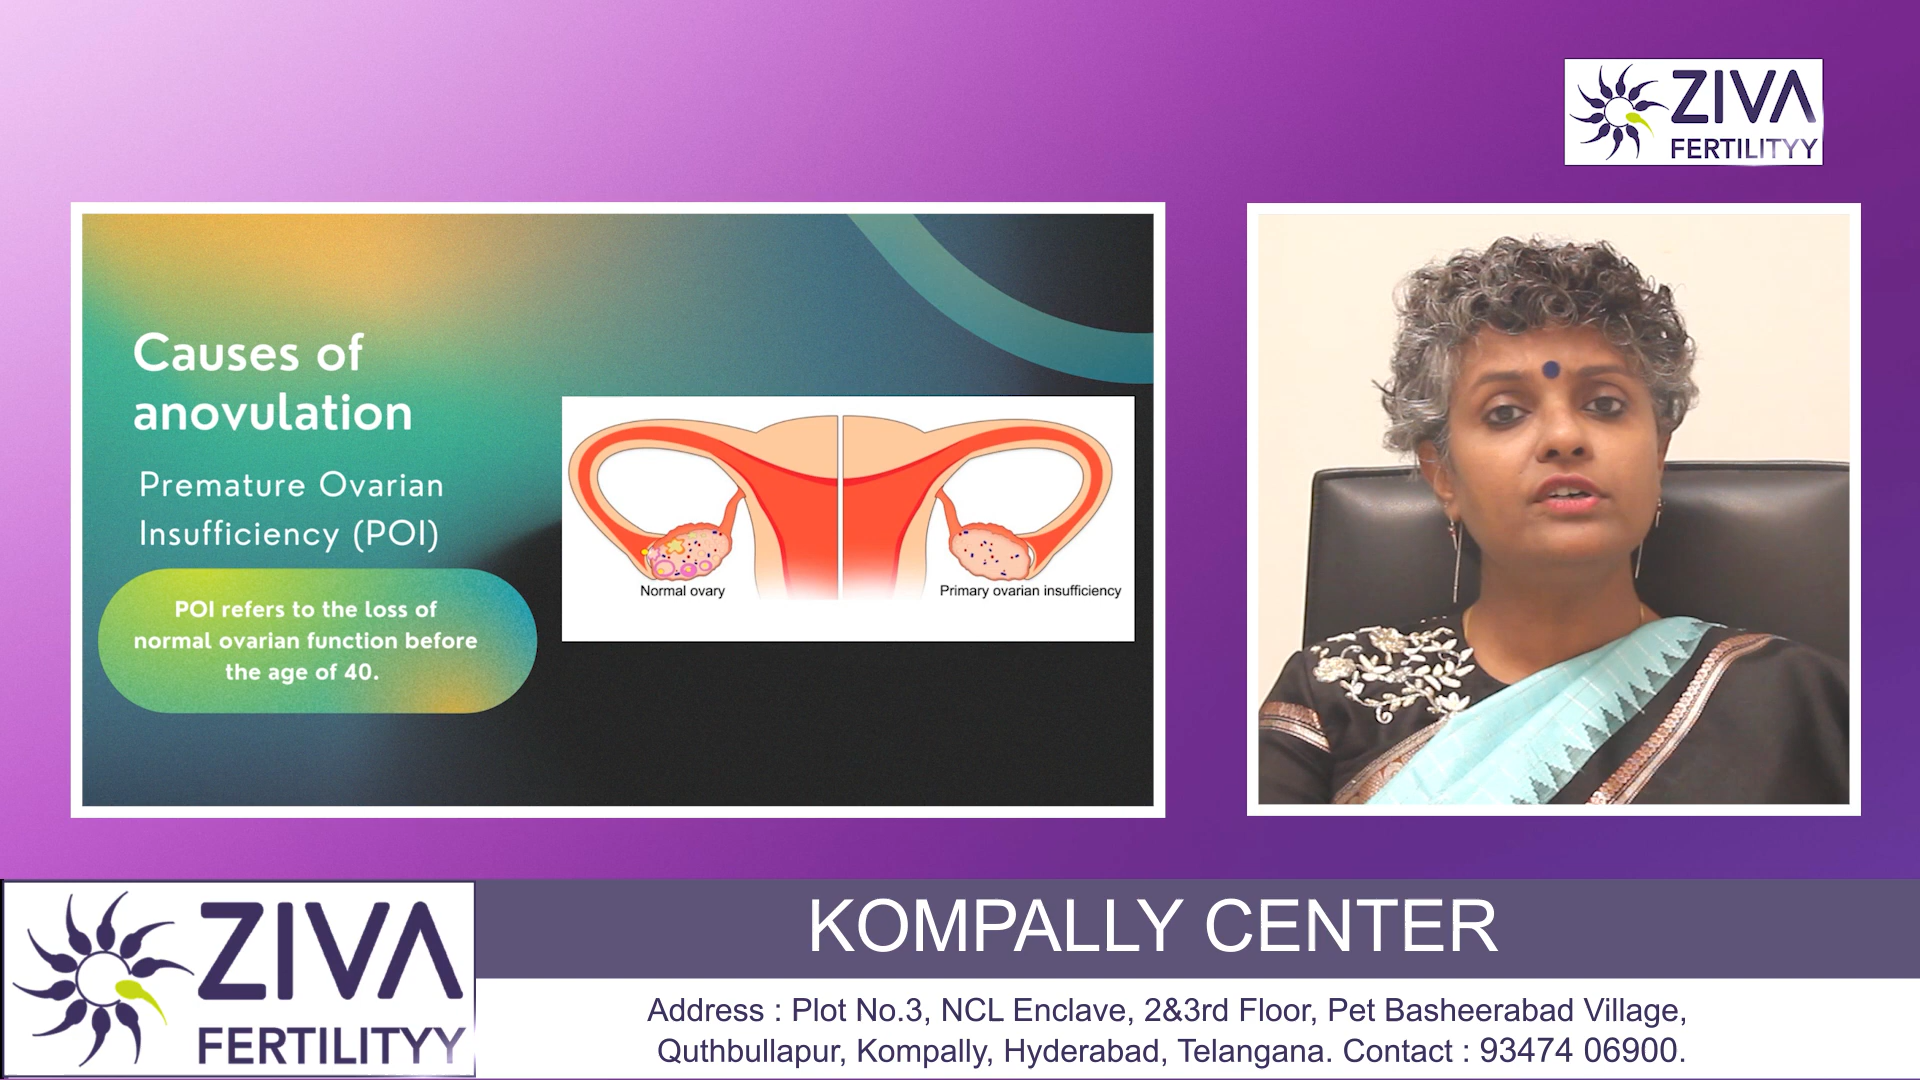 ZIVA
FERTILITYY
Causes of
anovulation
Premature Ovarian
Insufficiency (POI)
POI refers to the loss of
normal ovarian function before
the age of 40.
Normal ovary
Primary ovarian insufficiency
ZIVA
FERTILITYY
KOMPALLY CENTER
Address : Plot No.3, NCL Enclave, 2&3rd Floor, Pet Basheerabad Village,
Quthbullapur, Kompally, Hyderabad, Telangana. Contact : 93474 06900.